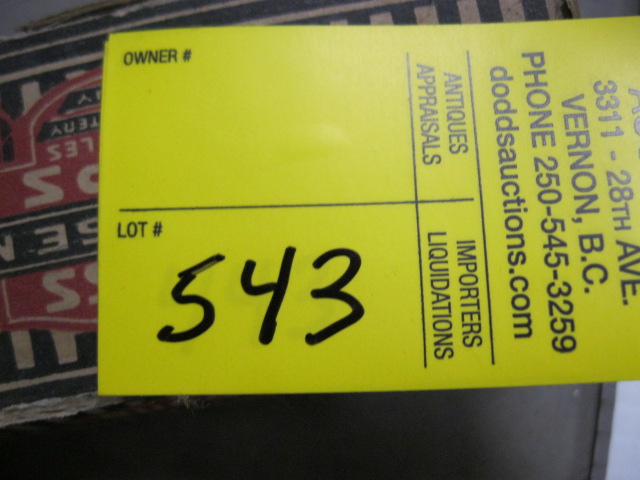 OWNER #
LOT #
543
ANTIQUES
APPRAISALS
IMPORTERS
LIQUIDATIONS
3311 - 28TH AVE.
VERNON, B.C.
PHONE 250-545-3259
doddsauctions.com